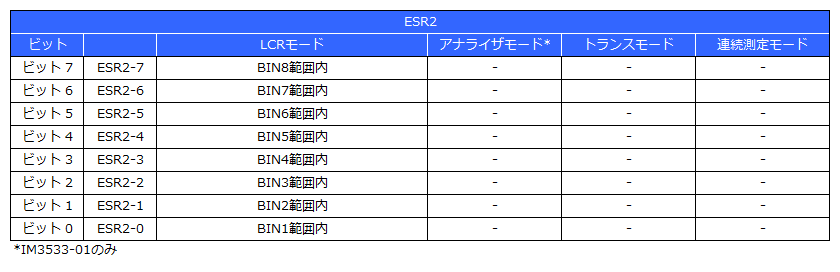 ESR2
ビット LCRモード アナライザモード* トランスモード 連続測定モード
ビット7 ESR2-7 BIN8範囲内 - - -
ビット6 ESR2-6 BIN7範囲内 - - -
ビット5 ESR2-5 BIN6範囲内 - - -
ビット4 ESR2-4 BIN5範囲内 - - -
ビット3 ESR2-3 BIN4範囲内 - - -
ビット2 ESR2-2 BIN3範囲内 - - -
ビット1 ESR2-1 BIN2範囲内 - - -
ビット0 ESR2-0 BIN1範囲内 - - -
*IM3533-01のみ